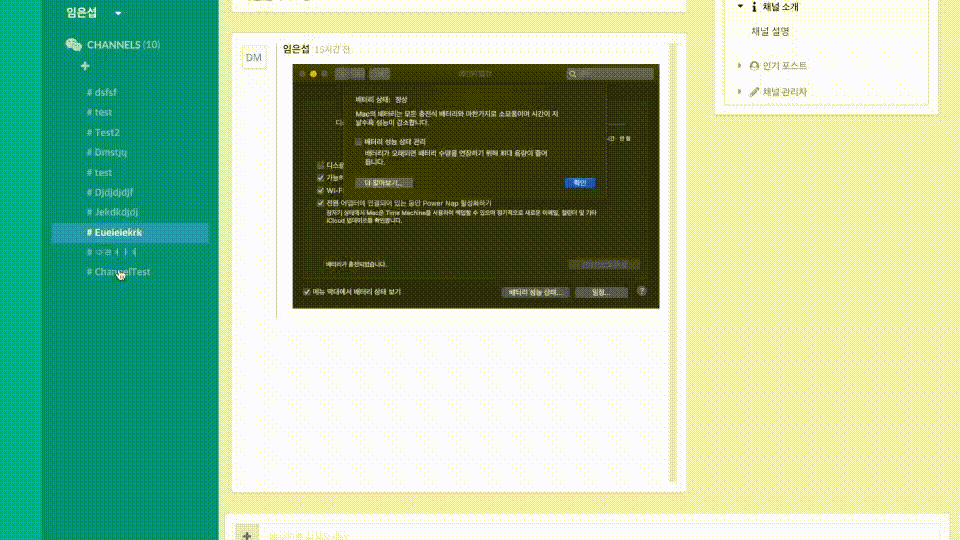 임은섭
CHANNELS (10)
# dsfsf
# test
# Test2
# Dmstjq
# test
# Djdjdjdjf
# Jekdkdjdj
# Eueieiekrk
# ChannelTest
DM
임은섭 15시간 전
배터리 상태: 정상
Mac의 배터리는 모든 충전식 배터리와 마찬가지로 소모품이며 시간이 지
날수록 성능이 감소합니다.
배터리 성능 상태 관리
배터리가 오래되면 배터리 수명을 연장하기 위해 최대 용량이 줄어
듭니다.
더 알아보기...
확인
디스
가능하
Wi-F
전원 어댑터에 연결되어 있는 동안 Power Nap 활성화하기
잠자기 상태에서 Mac은 Time Machine을 사용하여 백업할 수 있으며 정기적으로 새로운 이메일, 캘린더 및 기타
iCloud 업데이트를 확인합니다.
배터리가 충전되었습니다.
메뉴 막대에서 배터리 상태 보기
배터리 성능 상태...
일정...
?
채널 소개
채널 설명
인기 포스트
채널 관리자